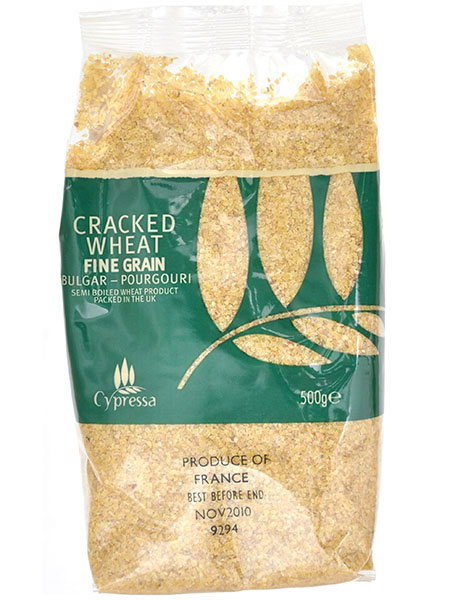 CRACKED
WHEAT
FINE GRAIN
BULGAR – POURGOURI
SEMI BOILED WHEAT PRODUCT
PACKED IN THE UK
Cypressa
500g℮
PRODUCE OF
FRANCE
BEST BEFORE END
NOV2010
9294